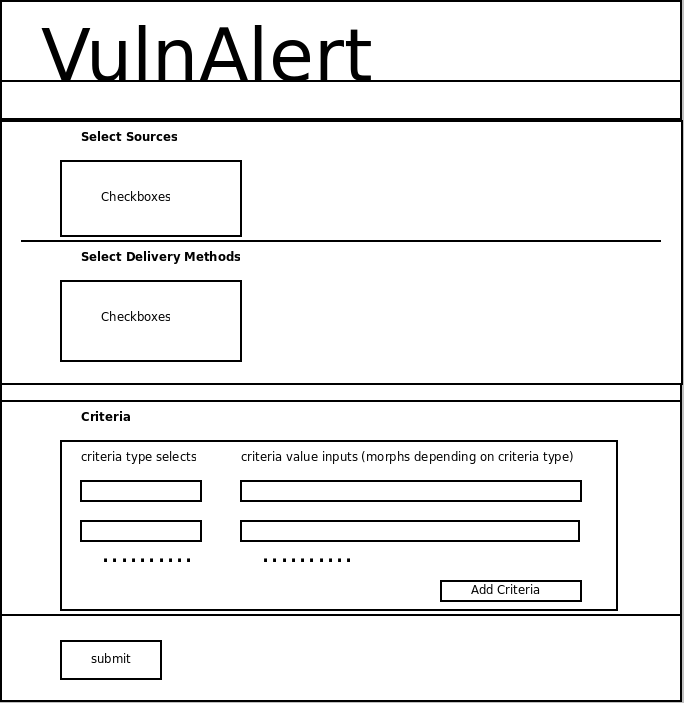 VulnAlert
Select Sources
Checkboxes
Select Delivery Methods
Checkboxes
Criteria
criteria type selects criteria value inputs (morphs depending on criteria type)
Add Criteria
submit